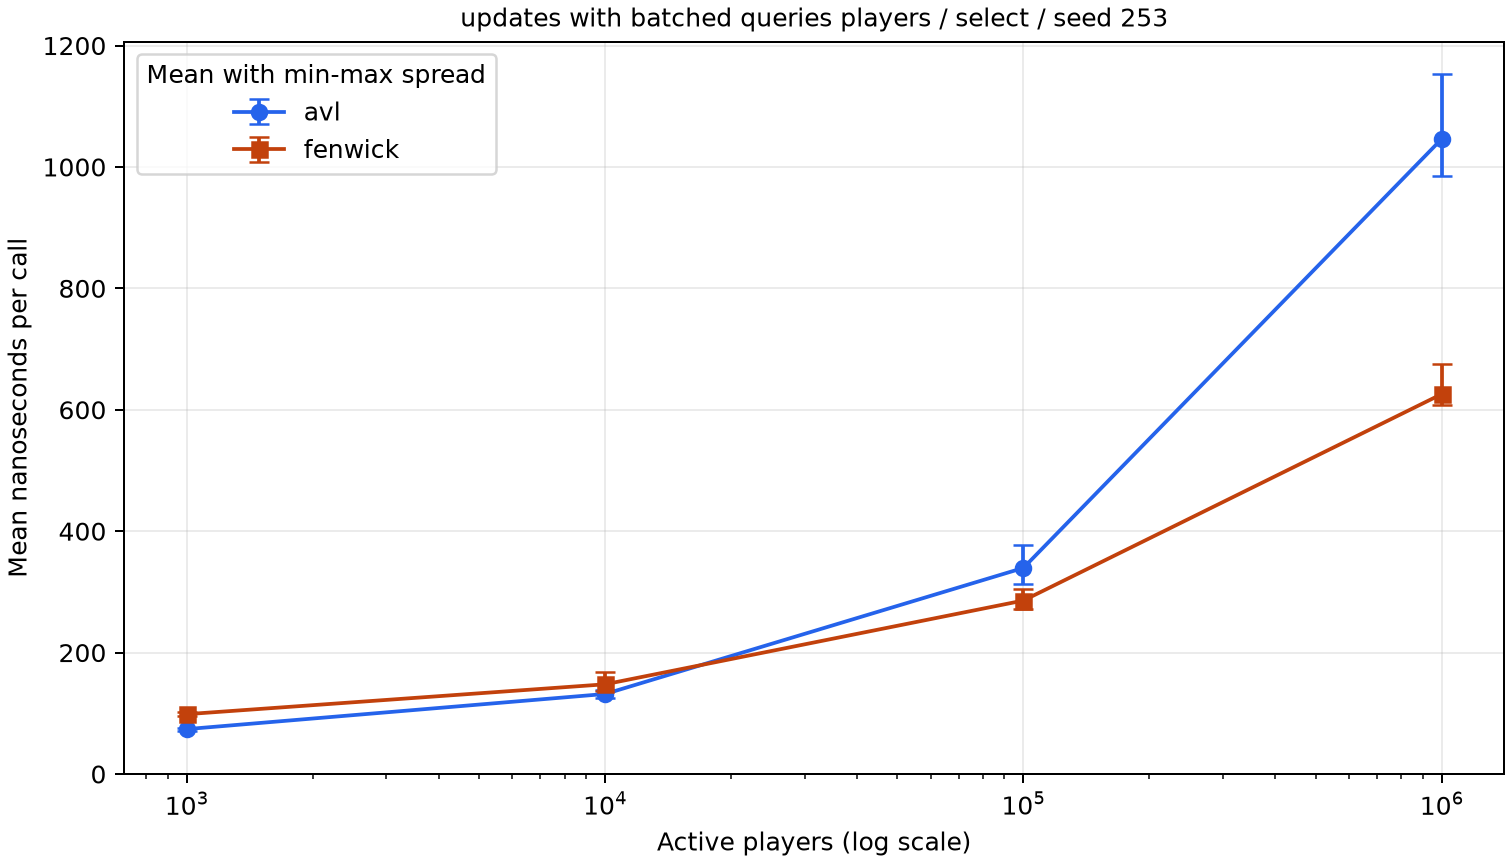 updates with batched queries players / select / seed 253
Mean with min-max spread
avl
fenwick
1200
1000
800
600
400
200
0
Mean nanoseconds per call
10³
10⁴
10⁵
10⁶
Active players (log scale)